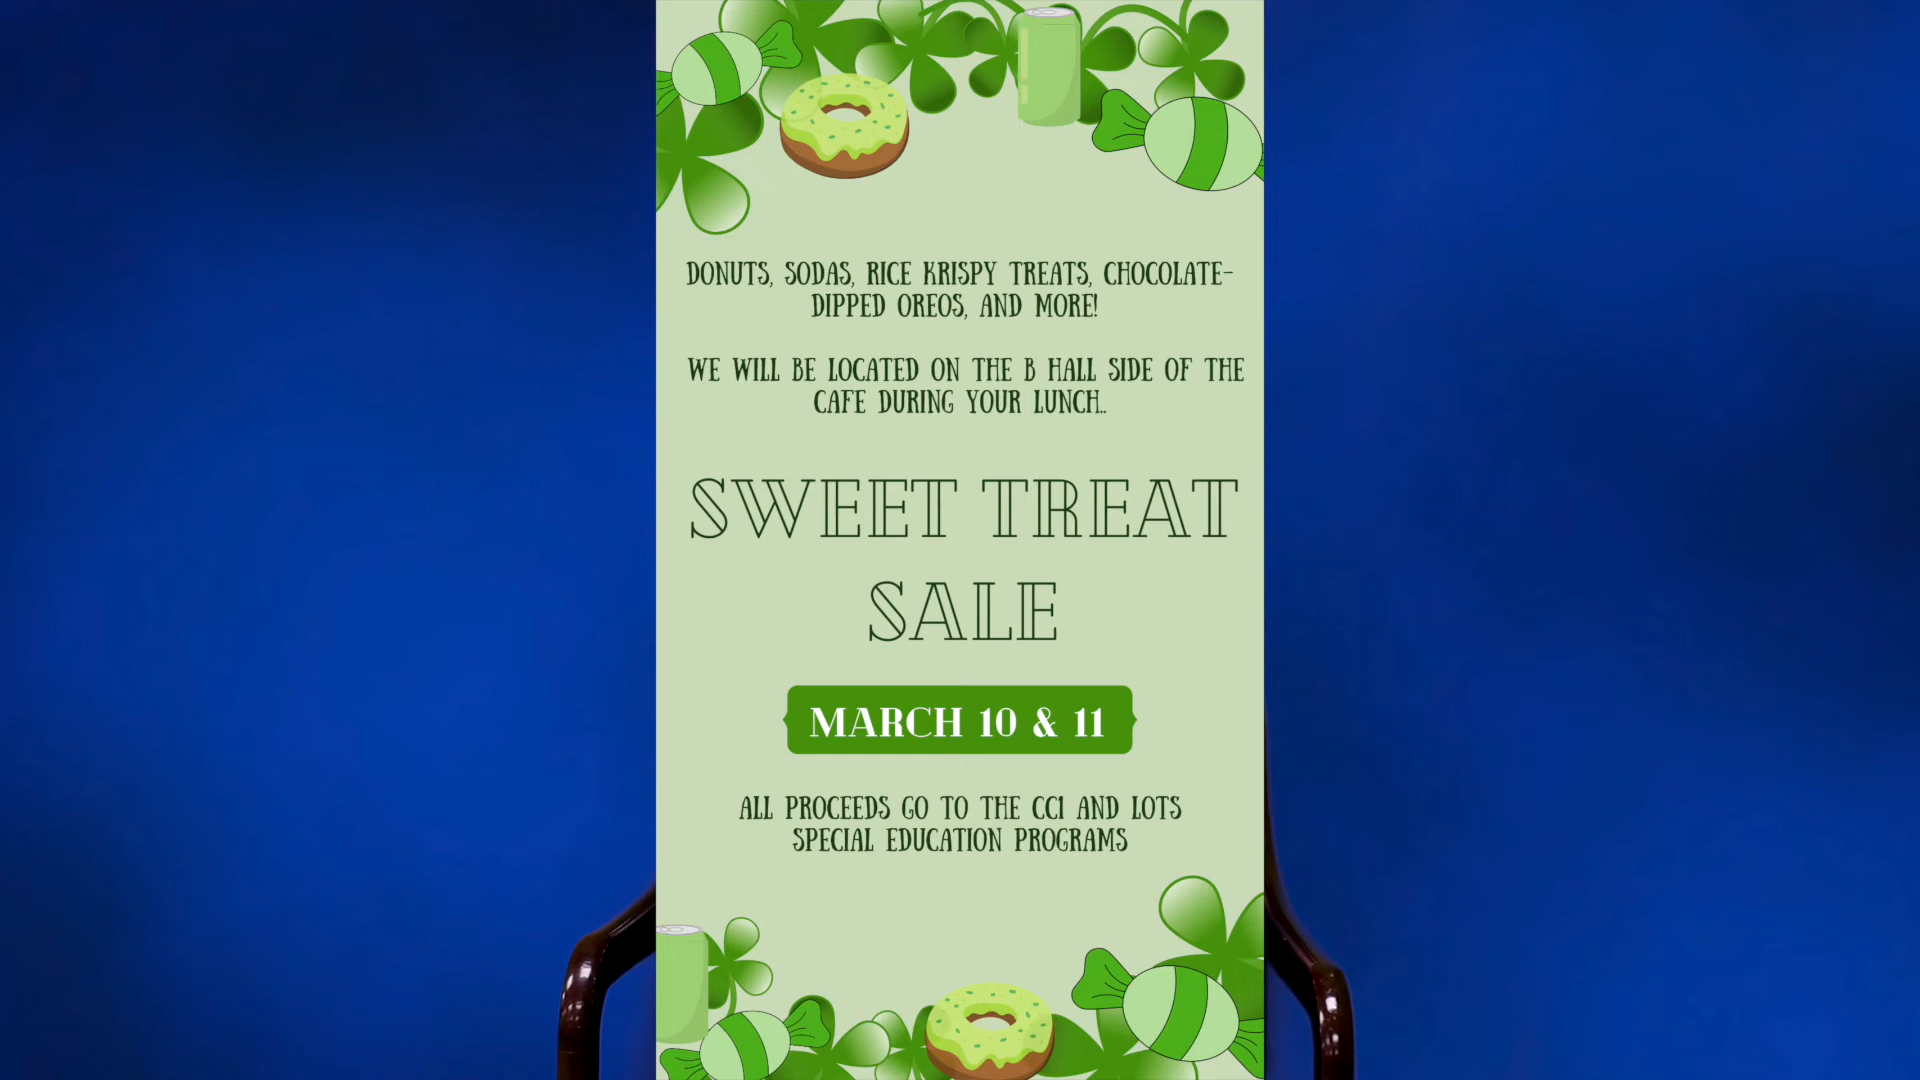 DONUTS, SODAS, RICE KRISPY TREATS, CHOCOLATE-
DIPPED OREOS, AND MORE!
WE WILL BE LOCATED ON THE B HALL SIDE OF THE
CAFE DURING YOUR LUNCH..
SWEET TREAT
SALE
MARCH 10 & 11
ALL PROCEEDS GO TO THE CC1 AND LOTS
SPECIAL EDUCATION PROGRAMS